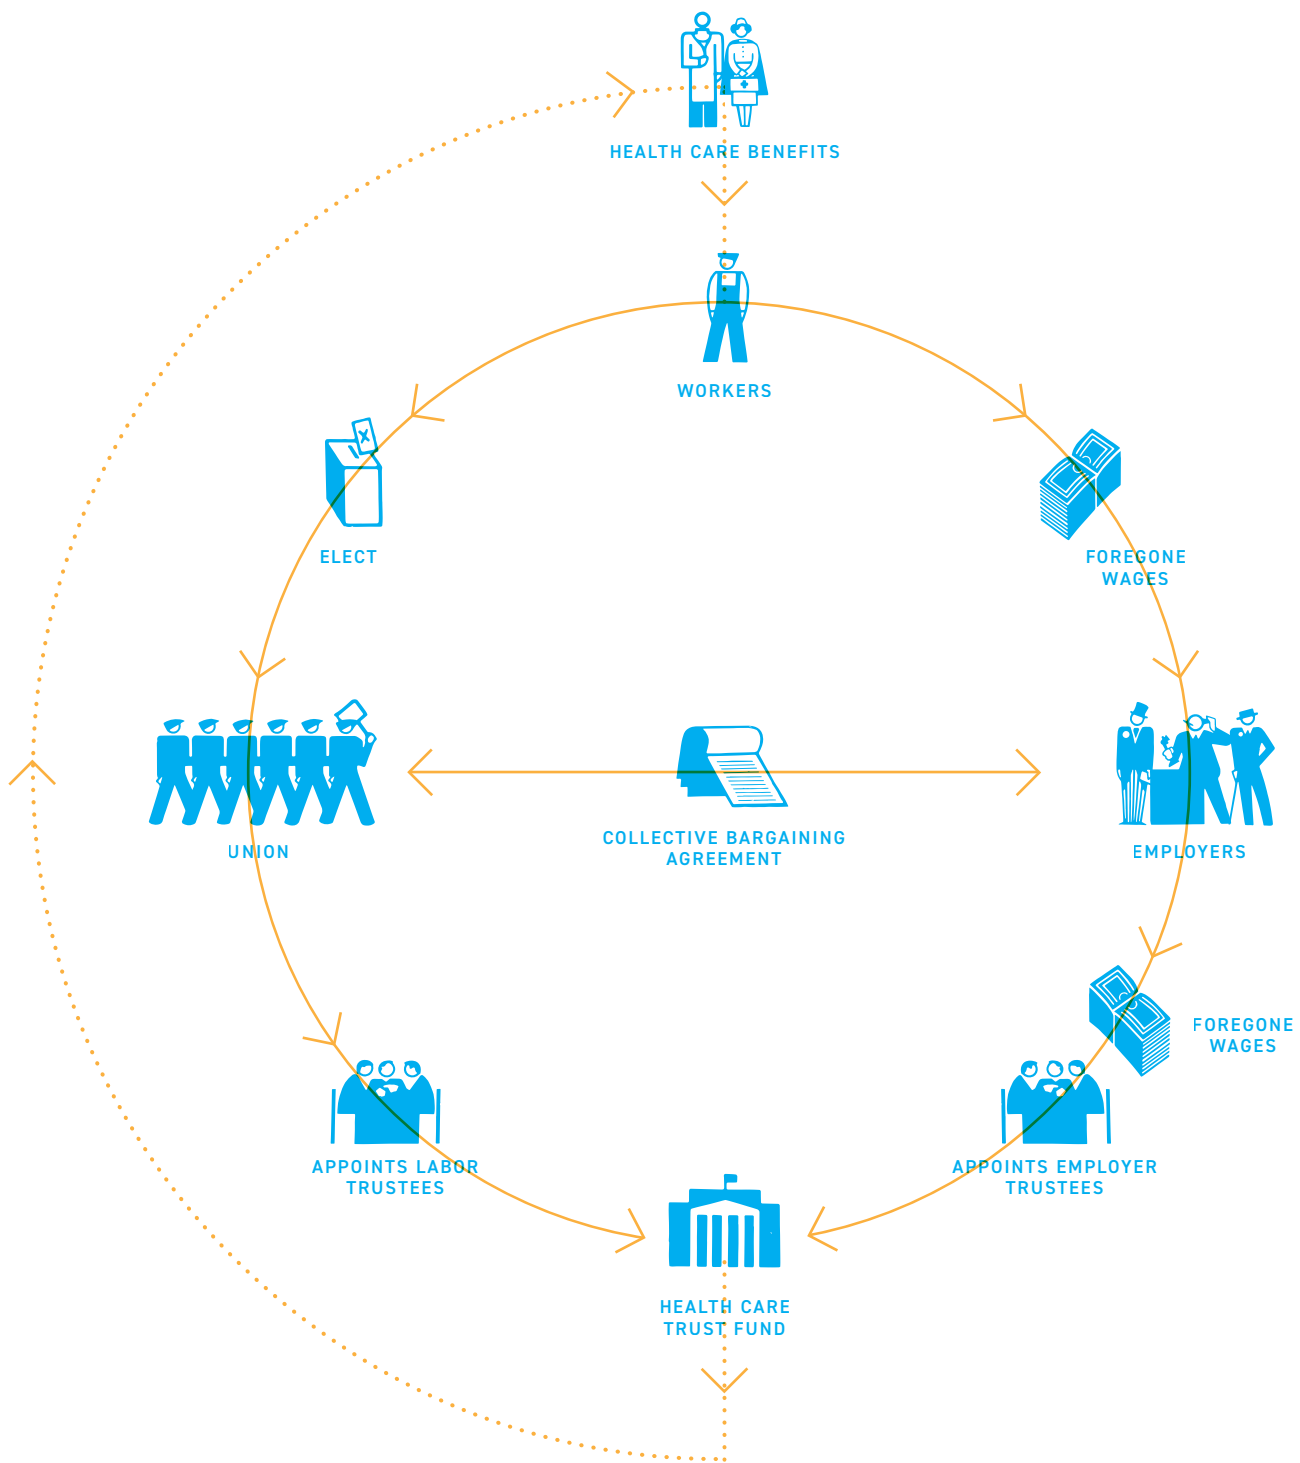 HEALTH CARE BENEFITS
WORKERS
ELECT
FOREGONE
WAGES
UNION
COLLECTIVE BARGAINING
AGREEMENT
EMPLOYERS
FOREGONE
WAGES
APPOINTS LABOR
TRUSTEES
APPOINTS EMPLOYER
TRUSTEES
HEALTH CARE
TRUST FUND